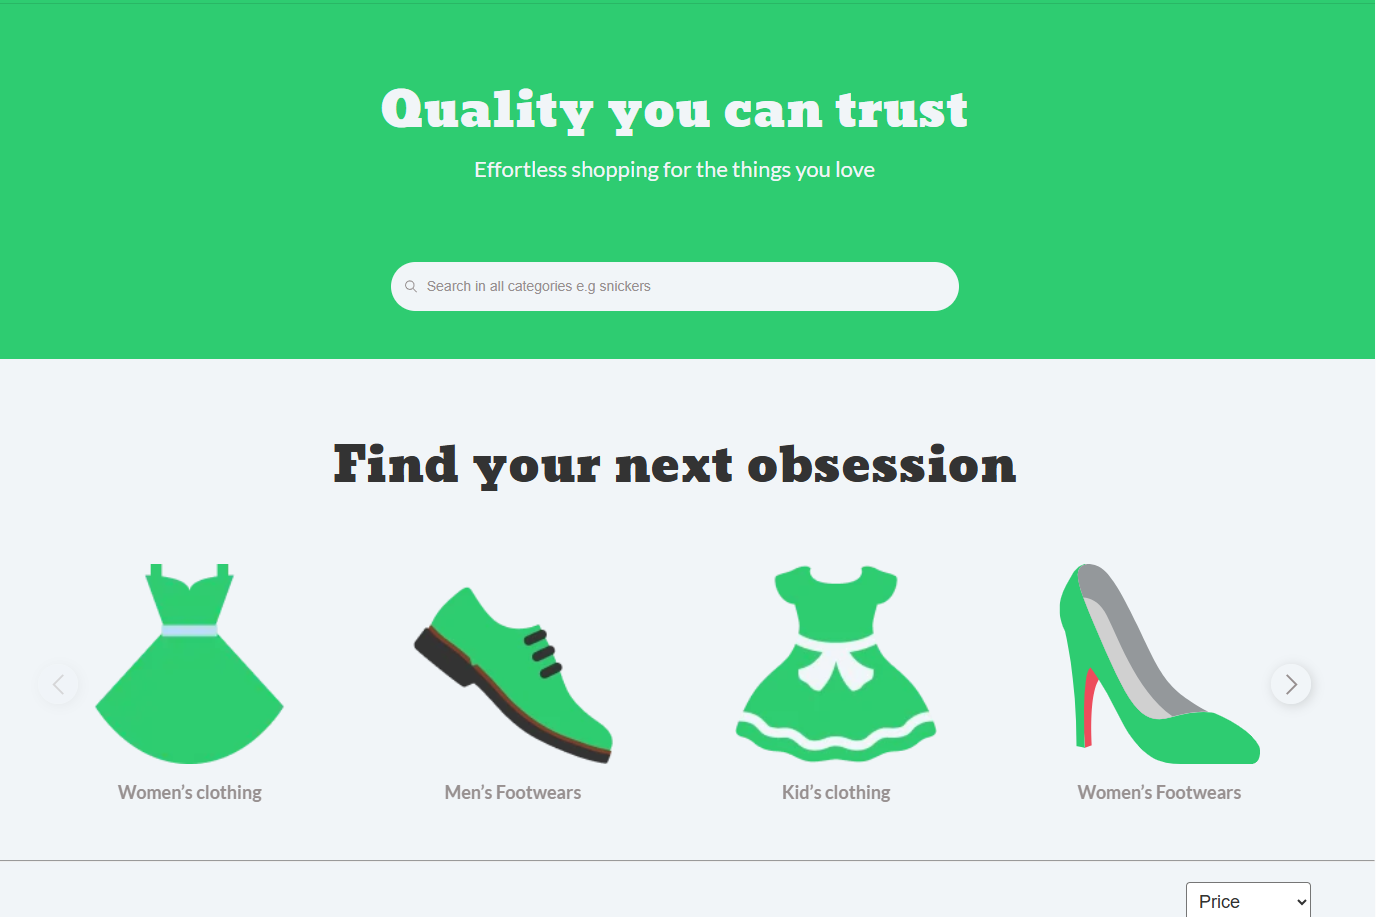 Quality you can trust
Effortless shopping for the things you love
Search in all categories e.g snickers
Find your next obsession
Women’s clothing
Men’s Footwears
Kid’s clothing
Women’s Footwears
Price